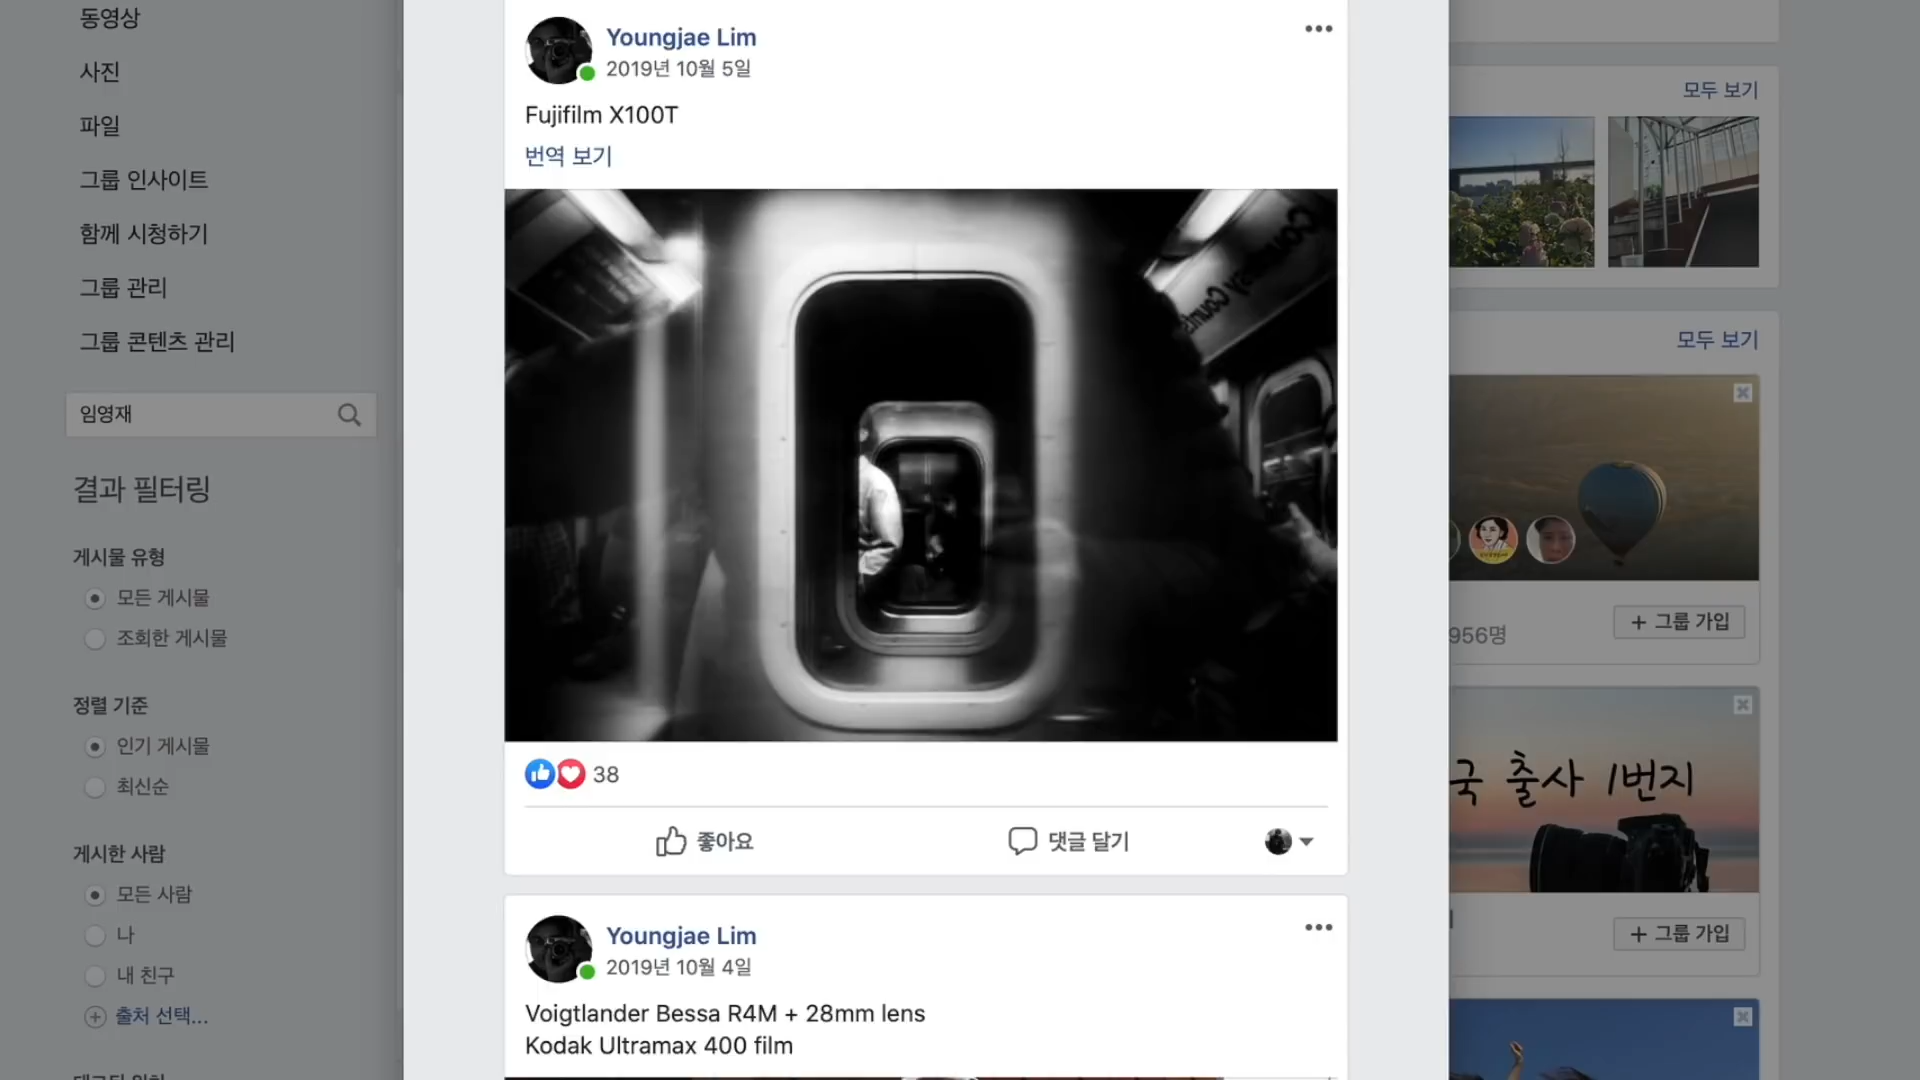 동영상
사진
파일
그룹 인사이트
함께 시청하기
그룹 관리
그룹 콘텐츠 관리
임영재
결과 필터링
게시물 유형
모든 게시물
조회한 게시물
정렬 기준
인기 게시물
최신순
게시한 사람
모든 사람
나
내 친구
출처 선택...
Youngjae Lim
2019년 10월 5일
Fujifilm X100T
번역 보기
38
좋아요
댓글 달기
Youngjae Lim
2019년 10월 4일
Voigtlander Bessa R4M + 28mm lens
Kodak Ultramax 400 film
모두 보기
모두 보기
956명
+ 그룹 가입
국 출사 1번지
+ 그룹 가입